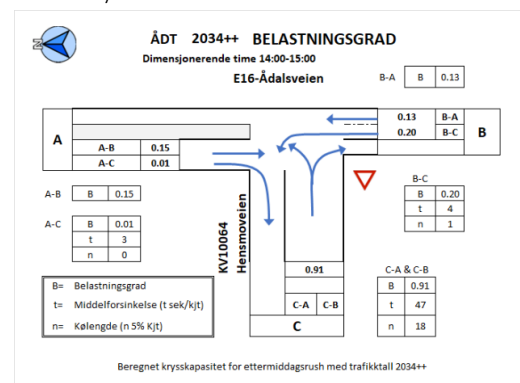 ÅDT 2034++ BELASTNINGSGRAD
Dimensjonerende time 14:00-15:00
E16-Ådalsveien
N
B-A B 0.13
A
A-B 0.15
A-C 0.01
0.13 B-A
0.20 B-C
B
A-B B 0.15
A-C
B 0.01
t 3
n 0
B-C
B 0.20
t 4
n 1
KV10064
Hensmoveien
0.91
C-A C-B
C
C-A & C-B
B 0.91
t 47
n 18
B= Belastningsgrad
t= Middelforsinkelse (t sek/kjt)
n= Kølengde (n 5% Kjt)
Beregnet krysskapasitet for ettermiddagsrush med trafikktall 2034++